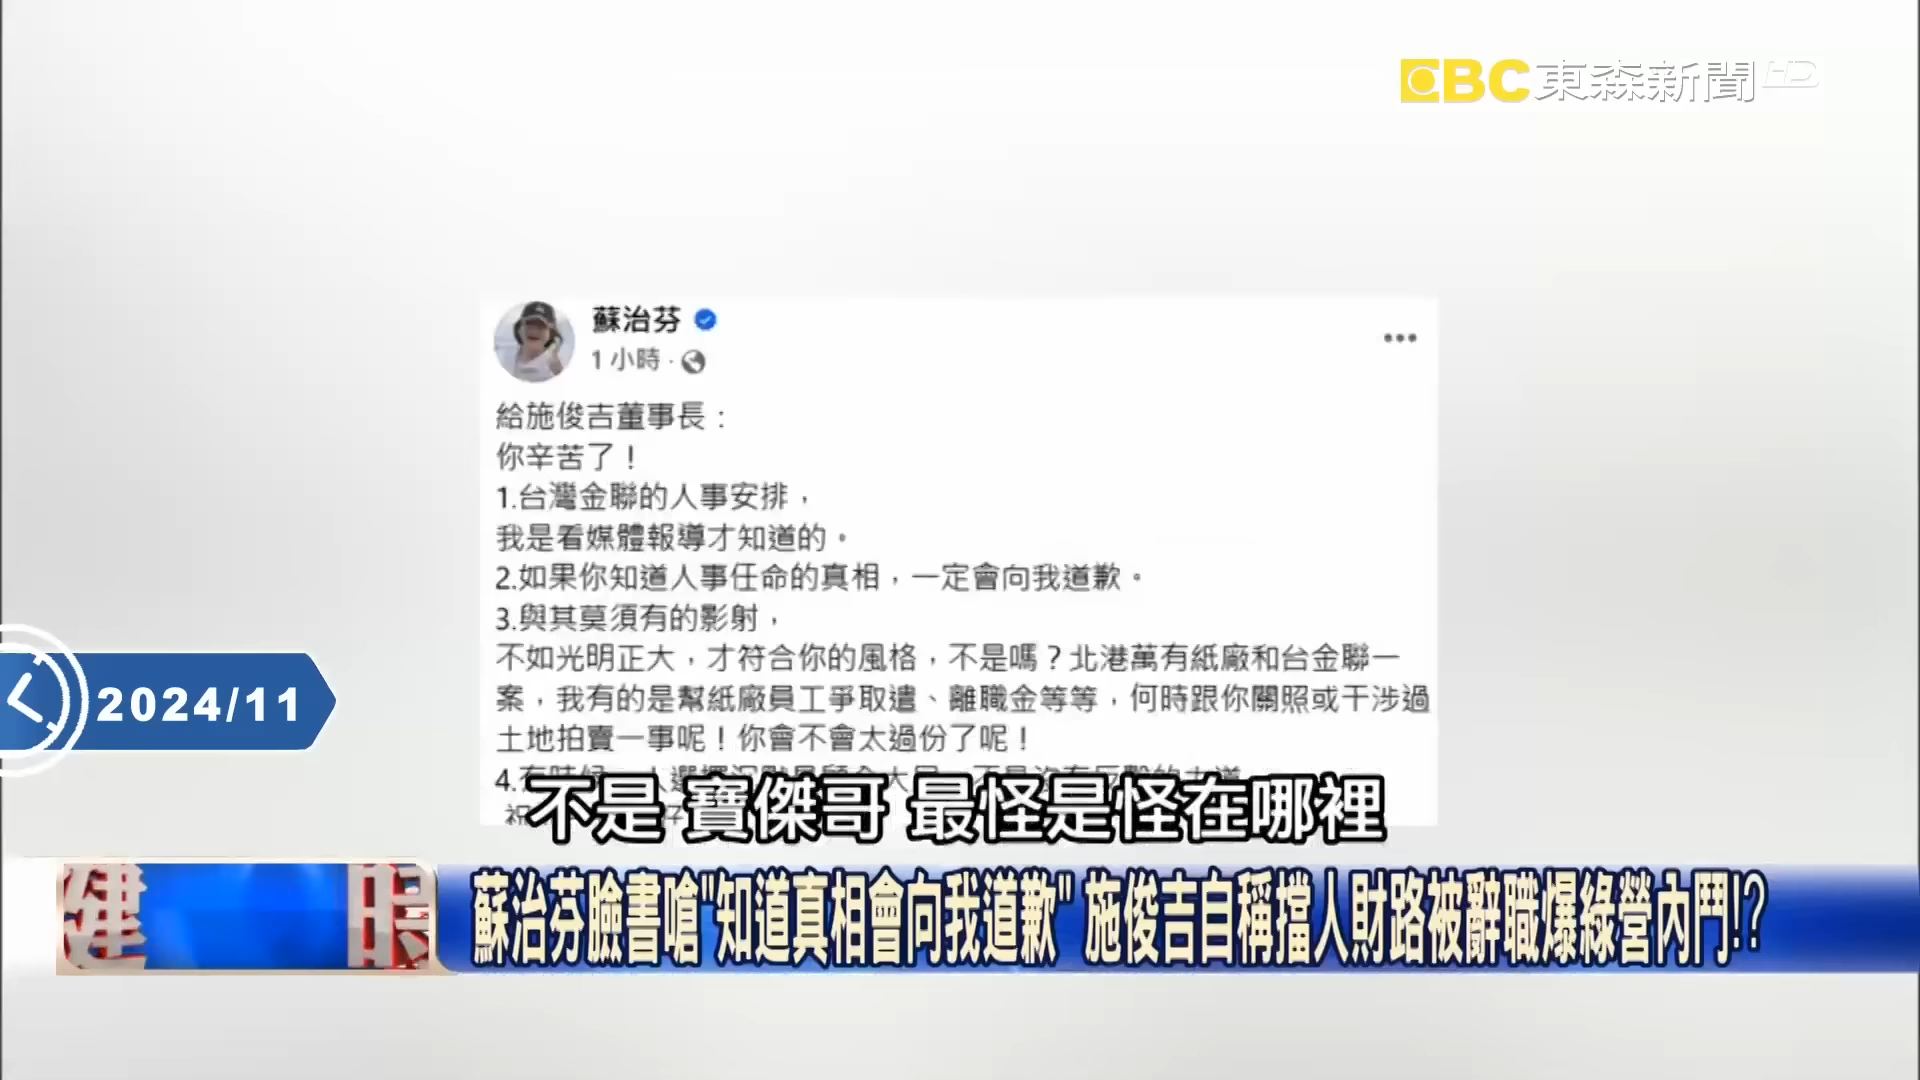 EBC東森新聞HD
蘇治芬
1 小時
給施俊吉董事長：
你辛苦了！
1.台灣金聯的人事安排，
我是看媒體報導才知道的。
2.如果你知道人事任命的真相，一定會向我道歉。
3.與其莫須有的影射，
不如光明正大，才符合你的風格，不是嗎？北港萬有紙廠和台金聯一
案，我有的是幫紙廠員工爭取遣、離職金等等，何時跟你關照或干涉過
土地拍賣一事呢！你會不會太過份了呢！
4.
祝
2024/11
不是 寶傑哥 最怪是怪在哪裡
蘇治芬臉書嗆"知道真相會向我道歉" 施俊吉自稱擋人財路被辭職爆綠營內鬥!?